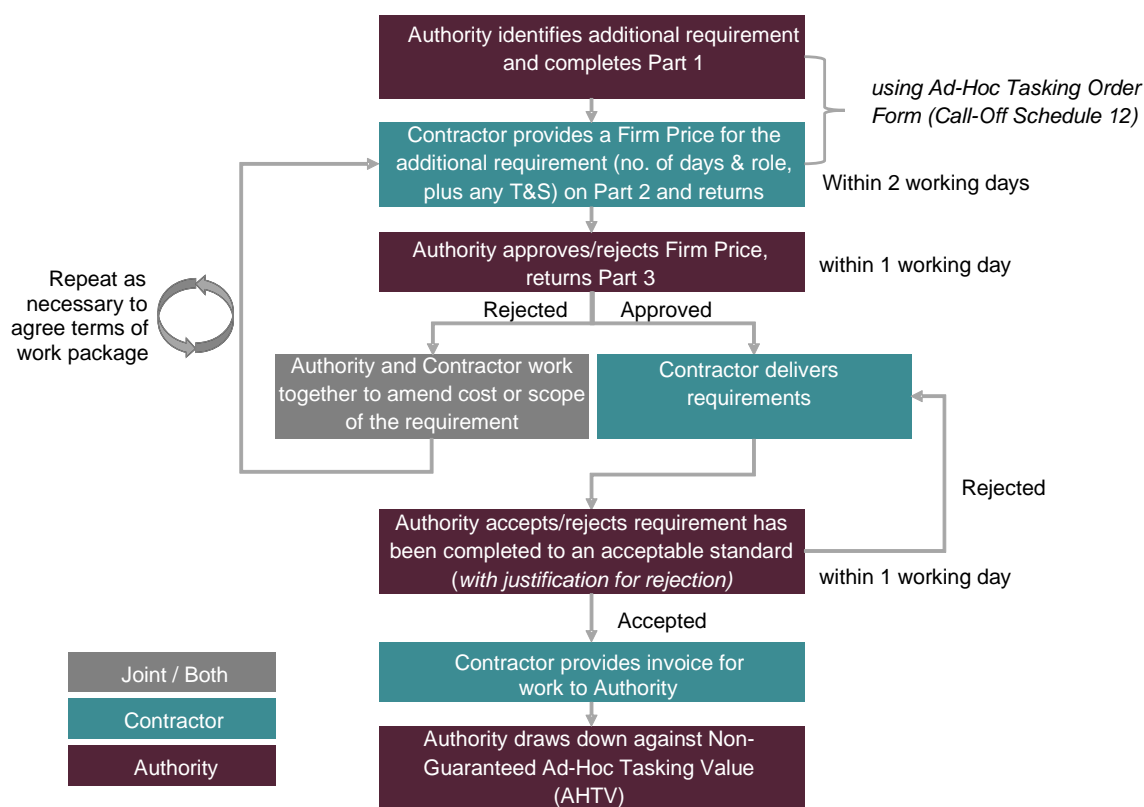 Authority identifies additional requirement
and completes Part 1
using Ad-Hoc Tasking Order
Form (Call-Off Schedule 12)
Contractor provides a Firm Price for the
additional requirement (no. of days & role,
plus any T&S) on Part 2 and returns
Within 2 working days
Authority approves/rejects Firm Price,
returns Part 3
within 1 working day
Repeat as
necessary to
agree terms of
work package
Rejected
Approved
Authority and Contractor work
together to amend cost or scope
of the requirement
Contractor delivers
requirements
Rejected
Authority accepts/rejects requirement has
been completed to an acceptable standard
(with justification for rejection)
within 1 working day
Accepted
Contractor provides invoice for
work to Authority
Authority draws down against Non-
Guaranteed Ad-Hoc Tasking Value
(AHTV)
Joint / Both
Contractor
Authority